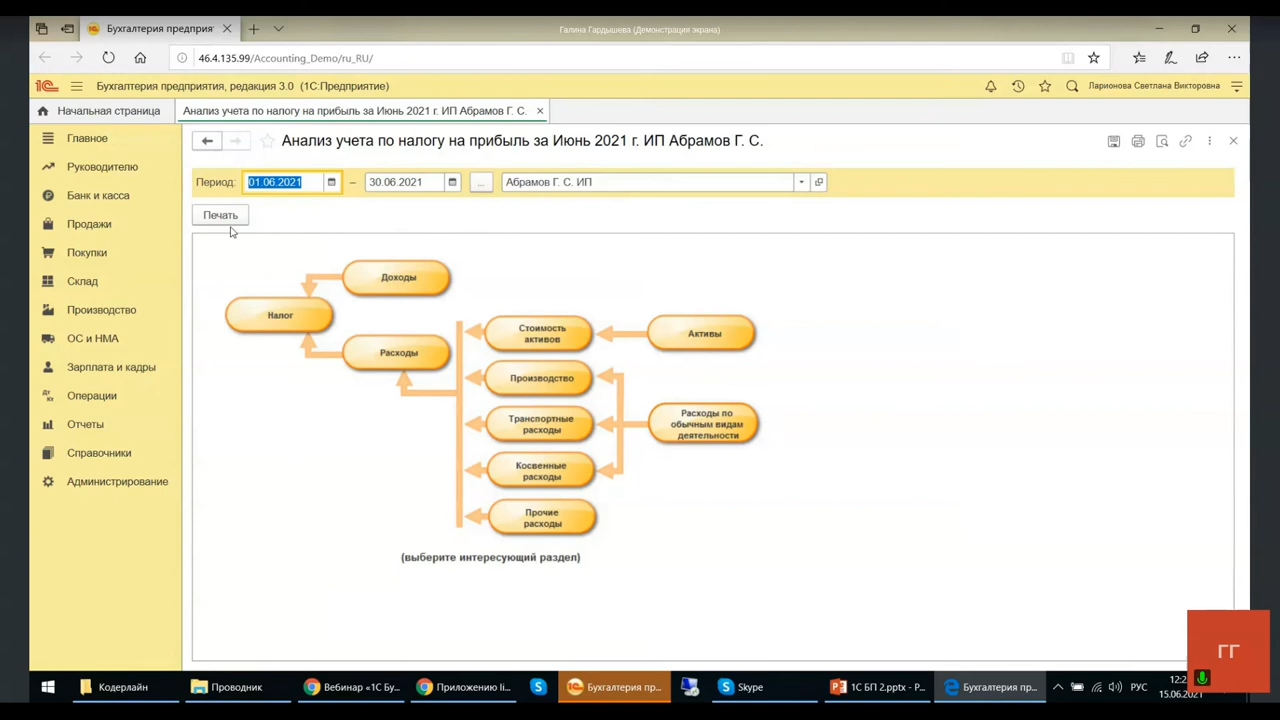 Бухгалтерия предприя
Галина Гардышева (Демонстрация экрана)
46.4.135.99/Accounting_Demo/ru_RU/
1С Бухгалтерия предприятия, редакция 3.0 (1С:Предприятие)
Ларионова Светлана Викторовна
Начальная страница
Анализ учета по налогу на прибыль за Июнь 2021 г. ИП Абрамов Г. С.
Главное
Руководителю
Банк и касса
Продажи
Покупки
Склад
Производство
ОС и НМА
Зарплата и кадры
Дт Кт Операции
Отчеты
Справочники
Администрирование
Анализ учета по налогу на прибыль за Июнь 2021 г. ИП Абрамов Г. С.
Период: 01.06.2021 – 30.06.2021 ... Абрамов Г. С. ИП
Печать
Доходы
Налог
Расходы
Стоимость
активов
Активы
Производство
Транспортные
расходы
Расходы по
обычным видам
деятельности
Косвенные
расходы
Прочие
расходы
(выберите интересующий раздел)
ГГ
Кодерлайн
Проводник
Вебинар «1С Бу...
Приложению li...
Бухгалтерия пр...
Skype
1С БП 2.pptx - P...
Бухгалтерия пр...
РУС
12:2
15.06.2021